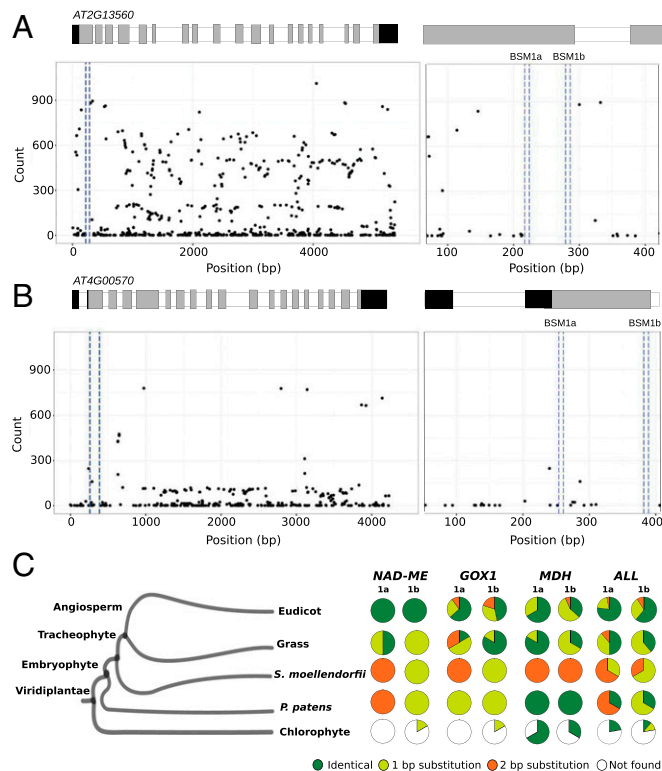 A
AT2G13560
BSM1a BSM1b
Count
900
600
300
0
0 2000 4000
100 200 300 400
Position (bp)
Position (bp)
B
AT4G00570
BSM1a BSM1b
Count
900
600
300
0
0 1000 2000 3000 4000
100 200 300 400
Position (bp)
Position (bp)
C
NAD-ME GOX1 MDH ALL
1a 1b 1a 1b 1a 1b 1a 1b
Angiosperm
Eudicot
Tracheophyte
Grass
Embryophyte
S. moellendorfii
Viridiplantae
P. patens
Chlorophyte
Identical 1 bp substitution 2 bp substitution Not found